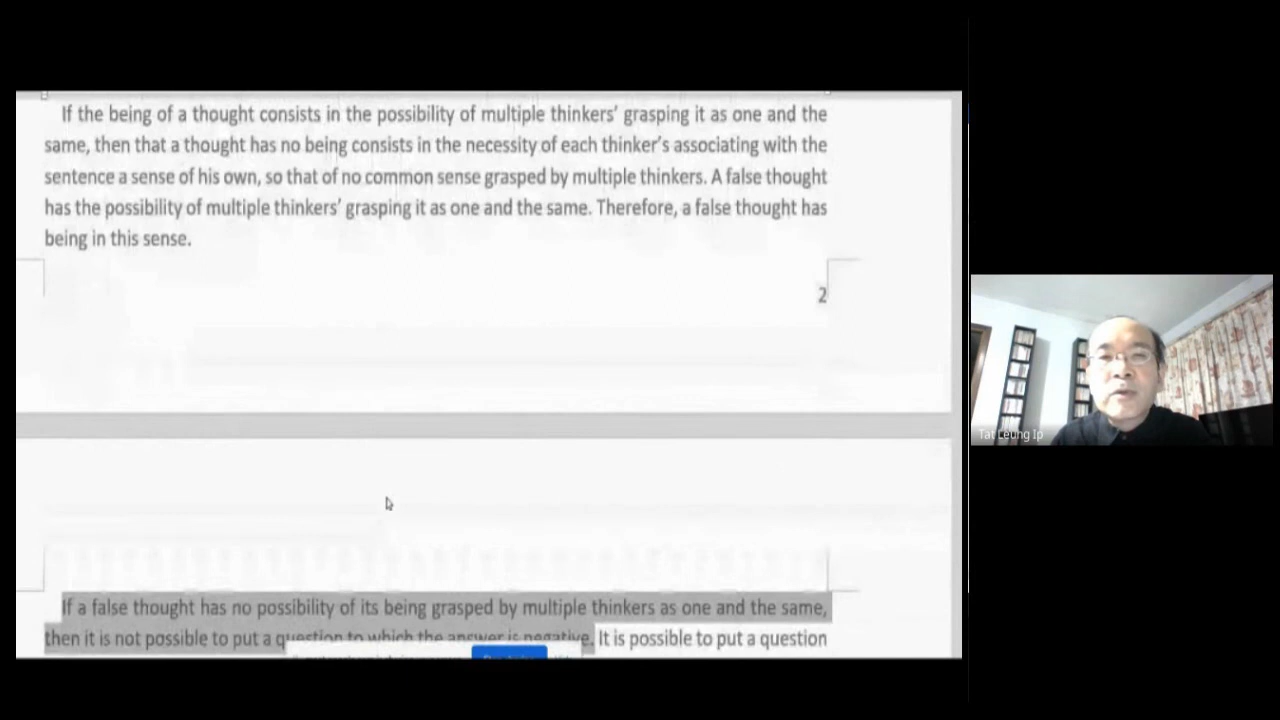 If the being of a thought consists in the possibility of multiple thinkers' grasping it as one and the
same, then that a thought has no being consists in the necessity of each thinker's associating with the
sentence a sense of his own, so that of no common sense grasped by multiple thinkers. A false thought
has the possibility of multiple thinkers' grasping it as one and the same. Therefore, a false thought has
being in this sense.
2
If a false thought has no possibility of its being grasped by multiple thinkers as one and the same,
then it is not possible to put a question to which the answer is negative. It is possible to put a question
Tat Leung Ip